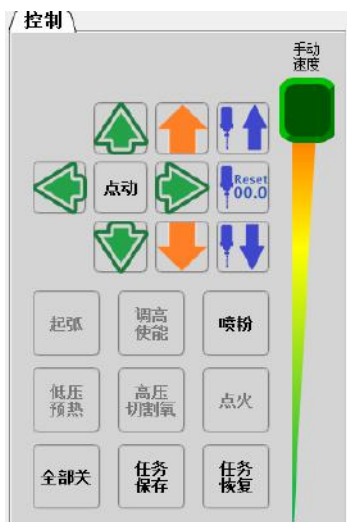 控制
手动
速度
点动
Reset
00.0
起弧
调高
使能
喷粉
低压
预热
高压
切割氧
点火
全部关
任务
保存
任务
恢复